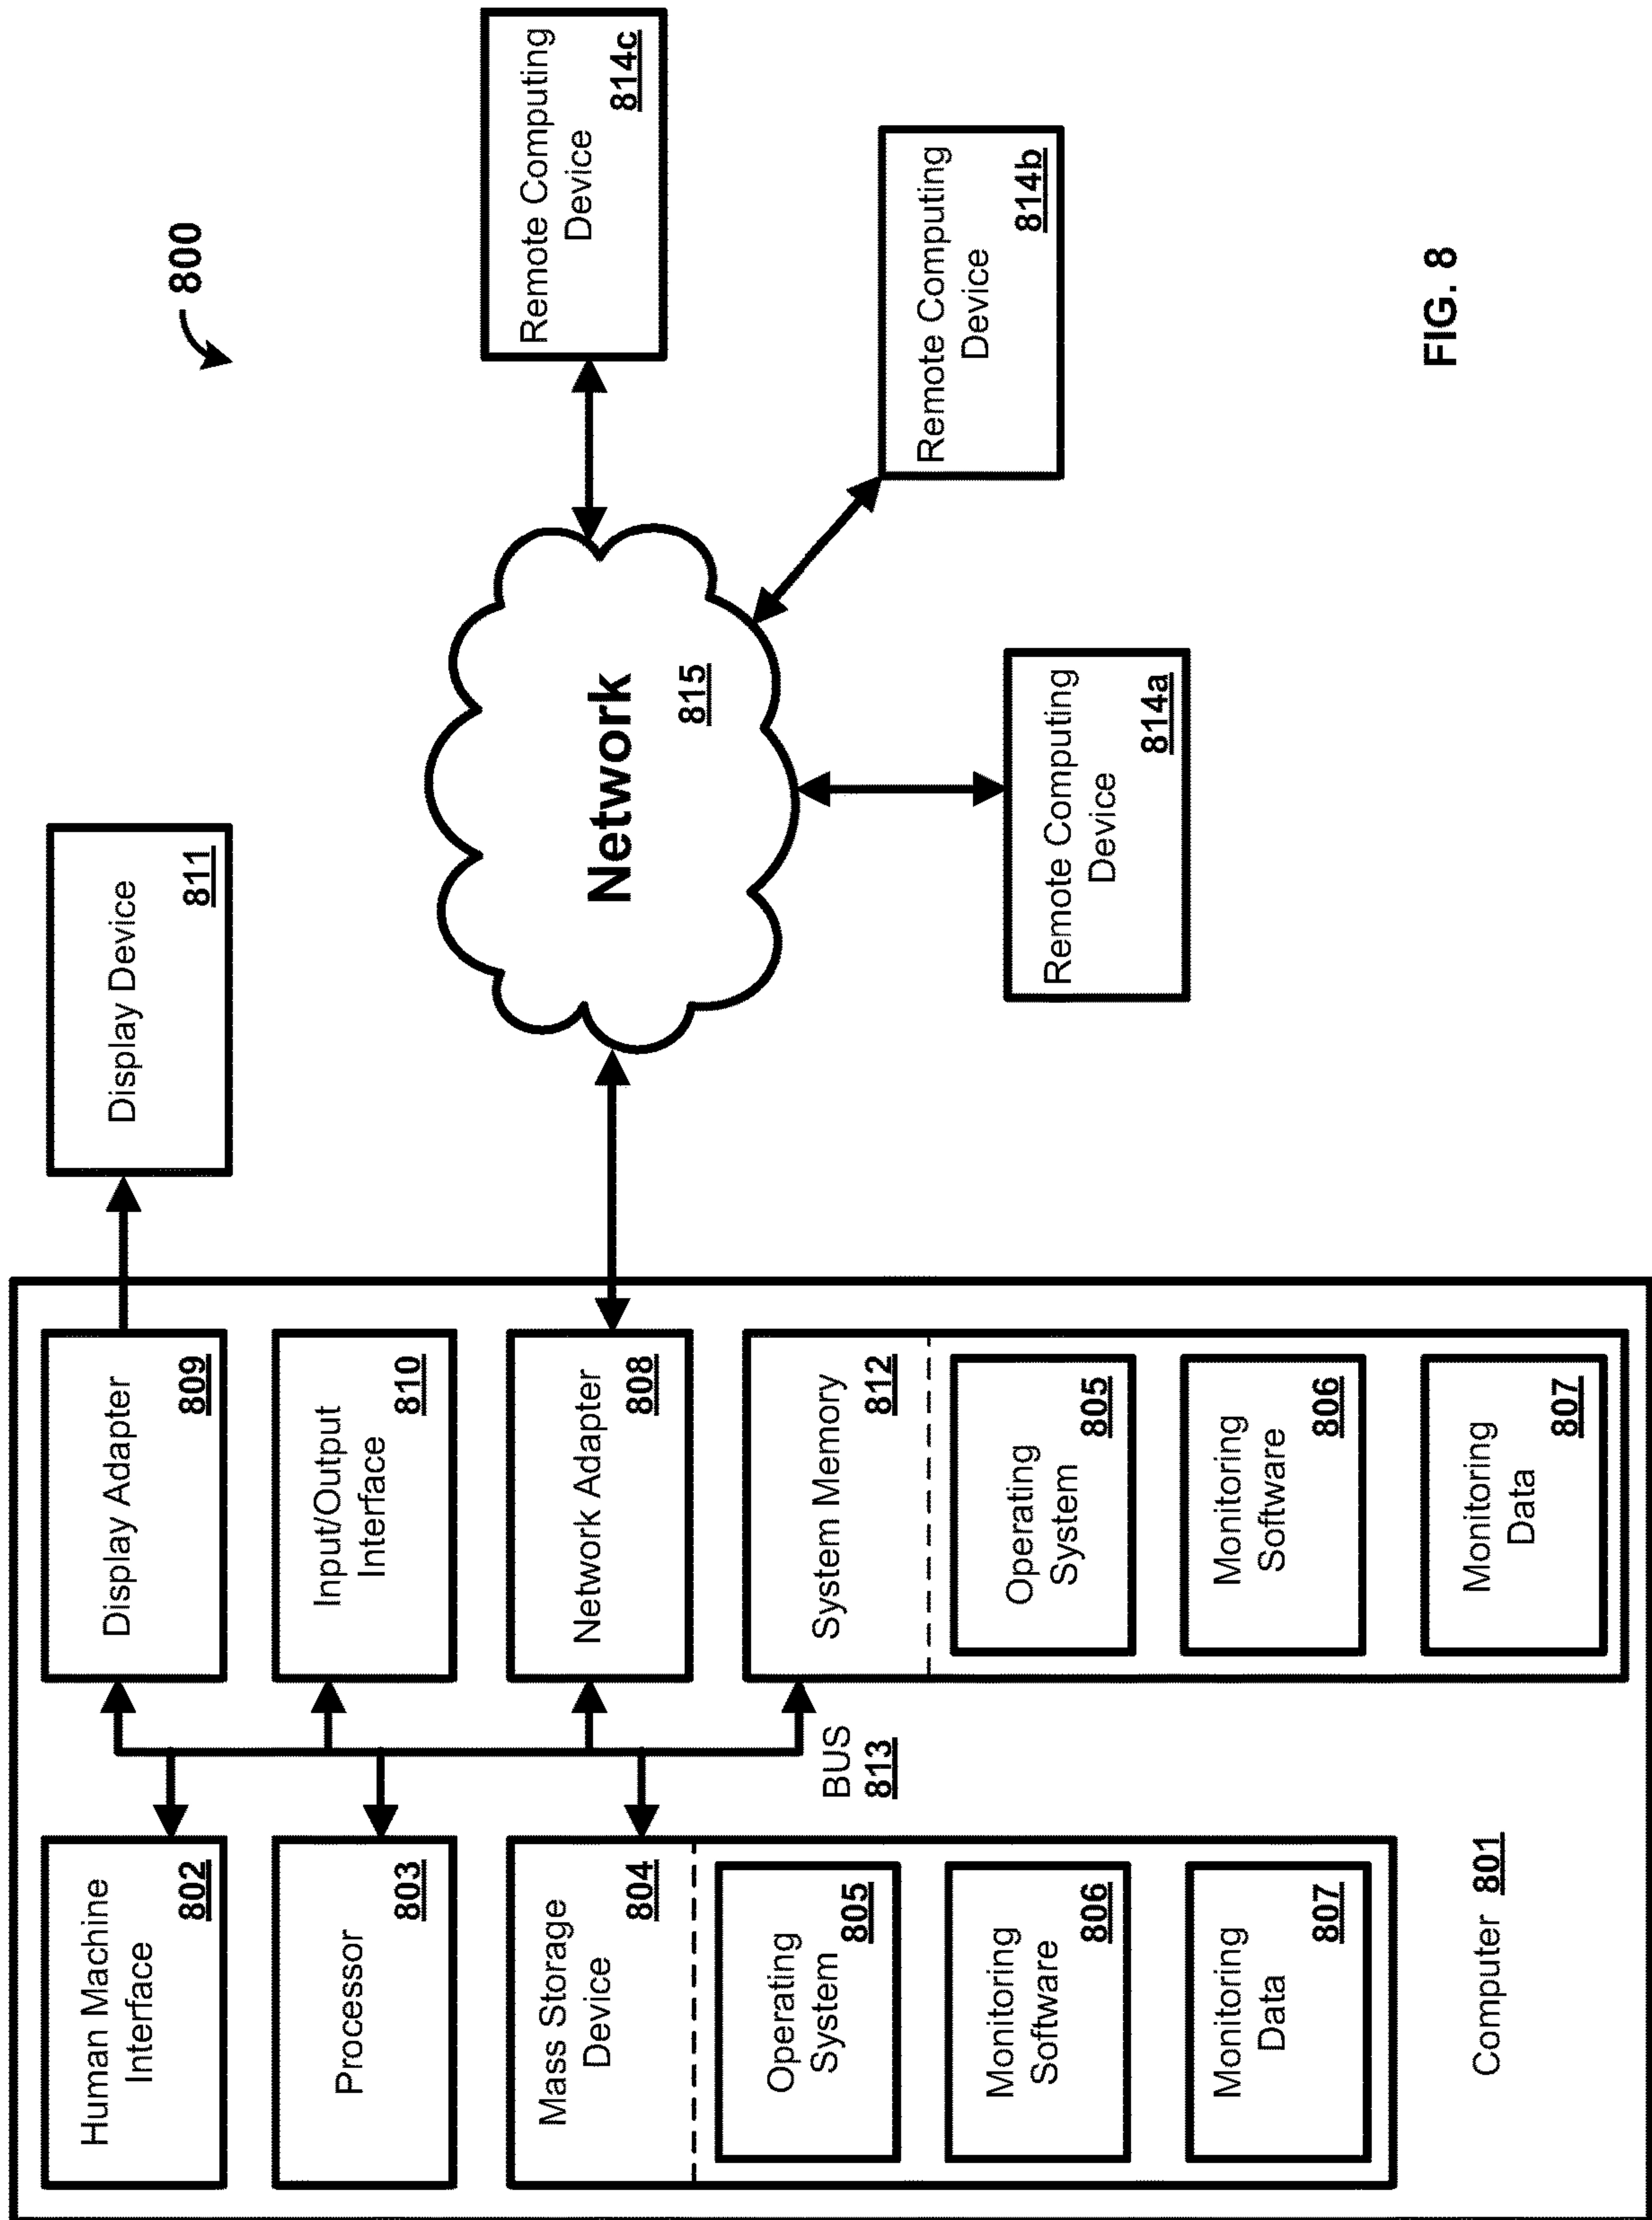 800
Human Machine
Interface
802
Processor
803
Mass Storage
Device
804
Operating
System
805
Monitoring
Software
806
Monitoring
Data
807
Computer 801
BUS
813
Display Adapter
809
Input/Output
Interface
810
Network Adapter
808
System Memory
812
Operating
System
805
Monitoring
Software
806
Monitoring
Data
807
Display Device
811
Network
815
Remote Computing
Device
814a
Remote Computing
Device
814b
Remote Computing
Device
814c
FIG. 8